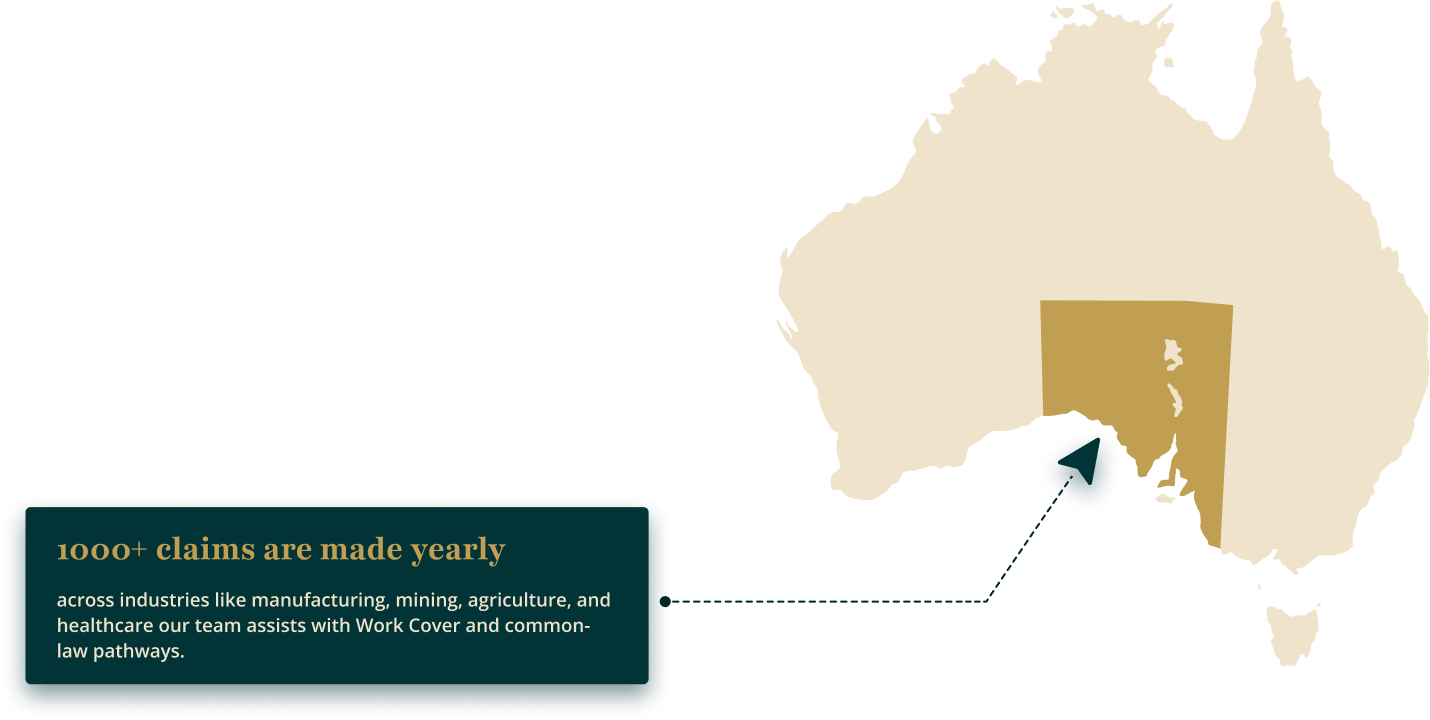 1000+ claims are made yearly
across industries like manufacturing, mining, agriculture, and
healthcare our team assists with Work Cover and common-
law pathways.